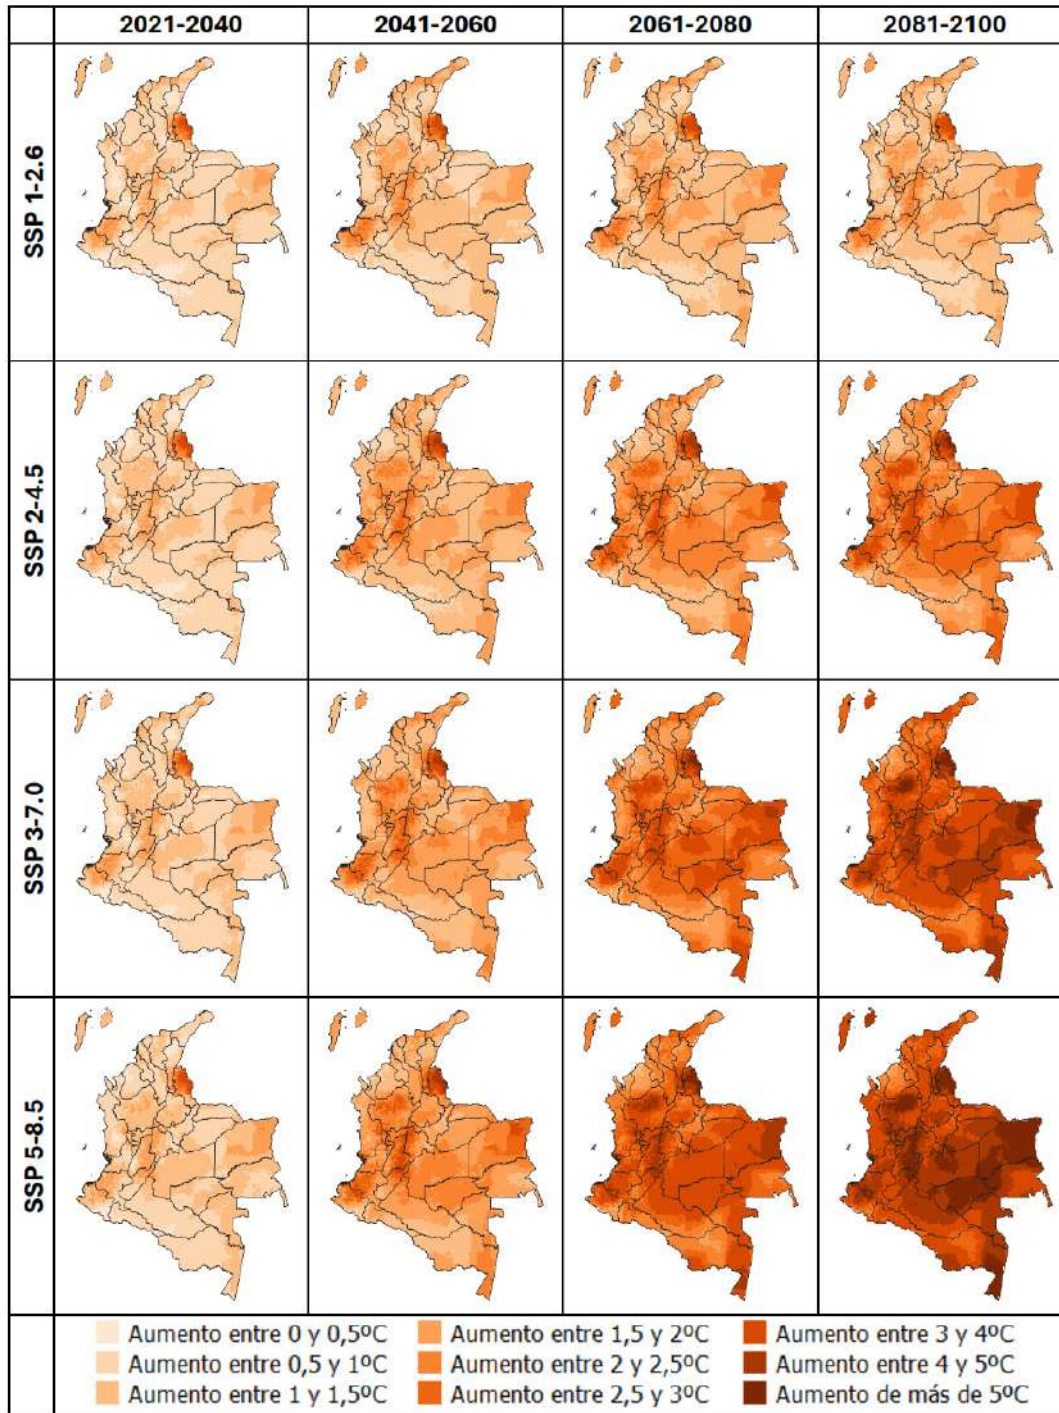 2021-2040 2041-2060 2061-2080 2081-2100
SSP 1-2.6
SSP 2-4.5
SSP 3-7.0
SSP 5-8.5
Aumento entre 0 y 0,5ºC Aumento entre 1,5 y 2ºC Aumento entre 3 y 4ºC
Aumento entre 0,5 y 1ºC Aumento entre 2 y 2,5ºC Aumento entre 4 y 5ºC
Aumento entre 1 y 1,5ºC Aumento entre 2,5 y 3ºC Aumento de más de 5ºC